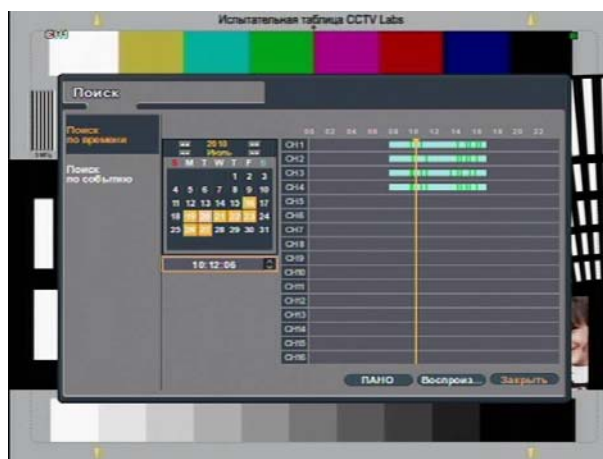 Испытательная таблица CCTV Labs
CH1
Поиск
Поиск
по времени
Поиск
по событию
2010
Июль
S M T W T F S
1 2 3
4 5 6 7 8 9 10
11 12 13 14 15 16 17
18 19 20 21 22 23 24
25 26 27 28 29 30 31
10:12:06
00 02 04 06 08 10 12 14 16 18 20 22
CH1
CH2
CH3
CH4
CH5
CH6
CH7
CH8
CH9
CH10
CH11
CH12
CH13
CH14
CH15
CH16
ПАНО Воспроиз... Закрыть